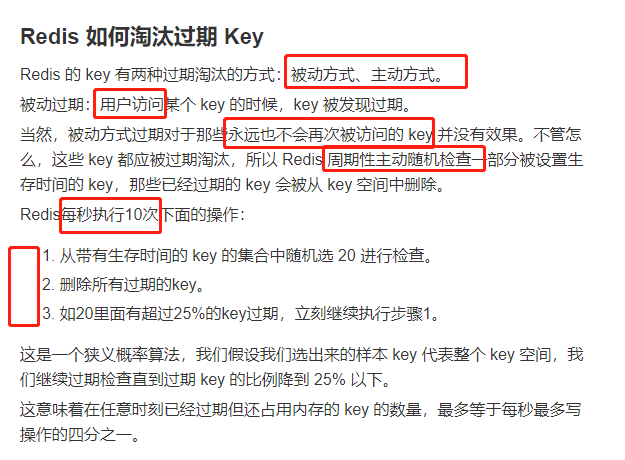 Redis 如何淘汰过期 Key
Redis 的 key 有两种过期淘汰的方式：被动方式、主动方式。
被动过期：用户访问某个 key 的时候，key 被发现过期。
当然，被动方式过期对于那些永远也不会再次被访问的 key 并没有效果。不管怎
么，这些 key 都应被过期淘汰，所以 Redis 周期性主动随机检查一部分被设置生
存时间的 key，那些已经过期的 key 会被从 key 空间中删除。
Redis每秒执行10次下面的操作：
1. 从带有生存时间的 key 的集合中随机选 20 进行检查。
2. 删除所有过期的key。
3. 如20里面有超过25%的key过期，立刻继续执行步骤1。
这是一个狭义概率算法，我们假设我们选出来的样本 key 代表整个 key 空间，我
们继续过期检查直到过期 key 的比例降到 25% 以下。
这意味着在任意时刻已经过期但还占用内存的 key 的数量，最多等于每秒最多写
操作的四分之一。